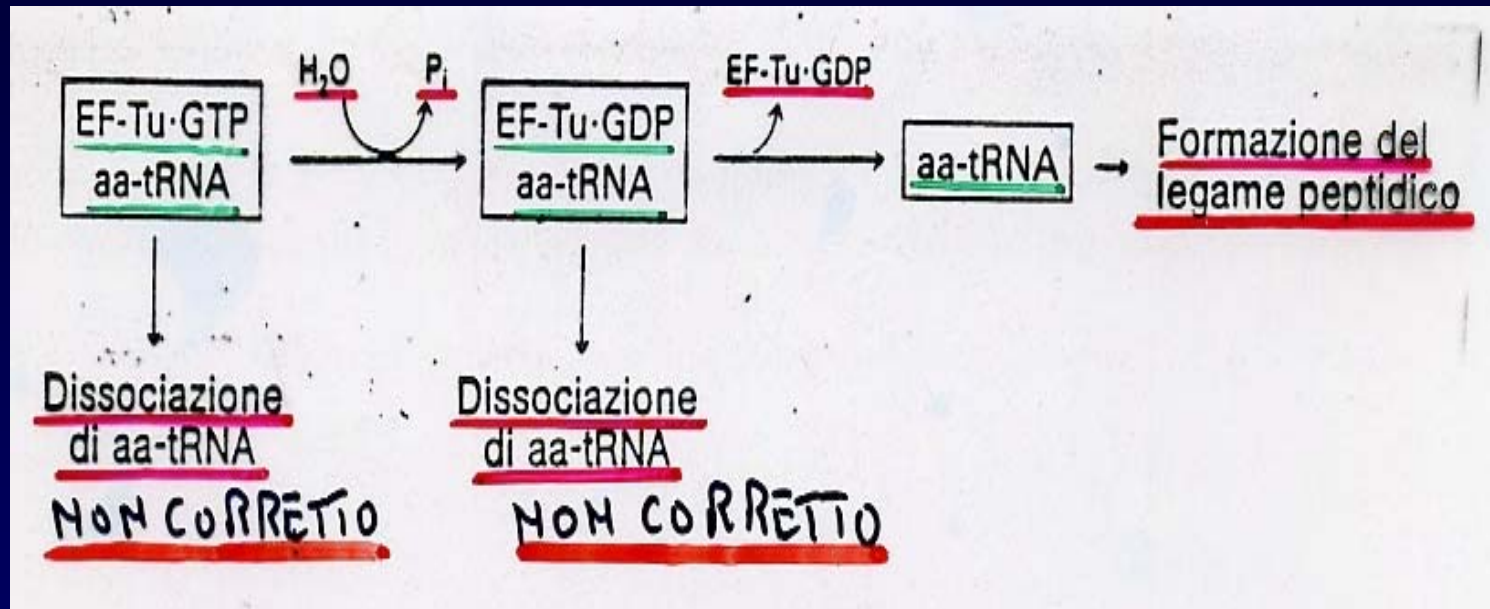 H₂O
Pᵢ
EF-Tu·GDP
EF-Tu·GTP
aa-tRNA
EF-Tu·GDP
aa-tRNA
aa-tRNA
Formazione del
legame peptidico
Dissociazione
di aa-tRNA
NON CORRETTO
Dissociazione
di aa-tRNA
NON CORRETTO